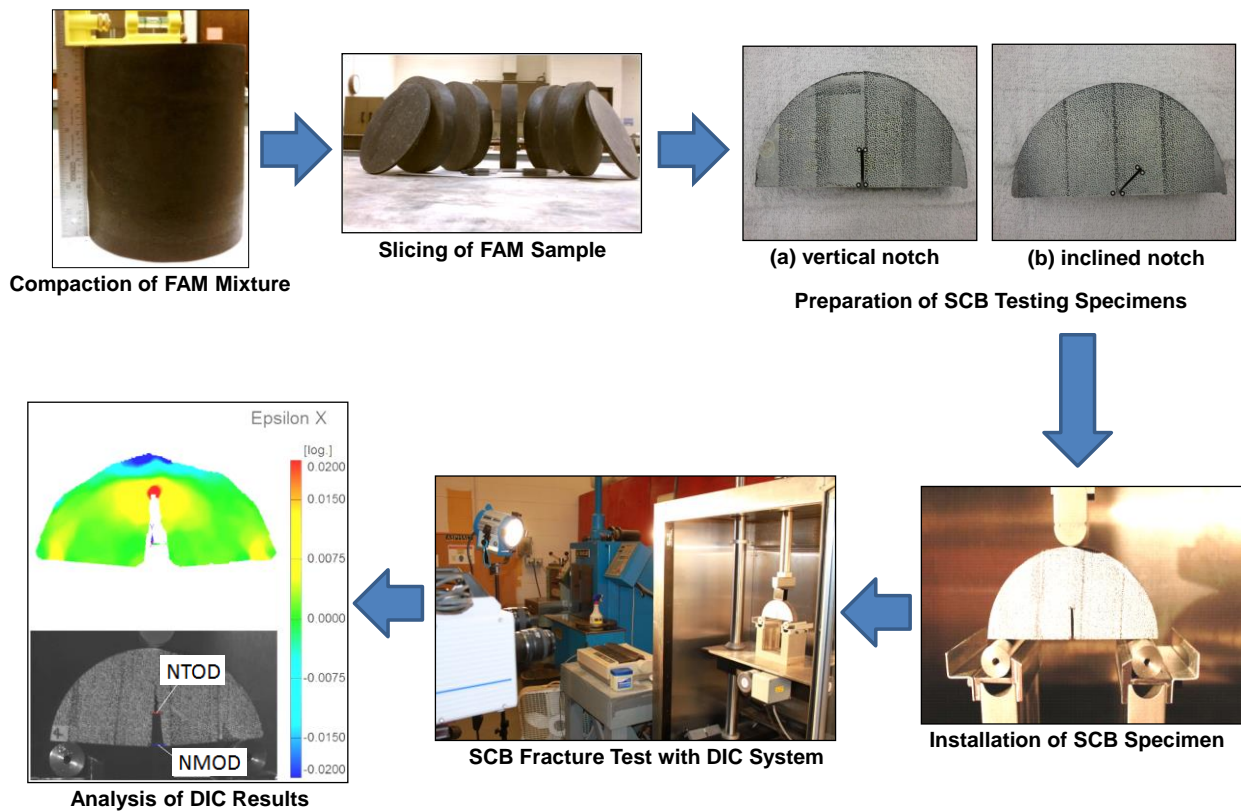 Compaction of FAM Mixture
Slicing of FAM Sample
(a) vertical notch
(b) inclined notch
Preparation of SCB Testing Specimens
Installation of SCB Specimen
SCB Fracture Test with DIC System
Epsilon X
[log.]
0.0200
0.0150
0.0075
0.0000
-0.0075
-0.0150
-0.0200
NTOD
NMOD
4
Analysis of DIC Results